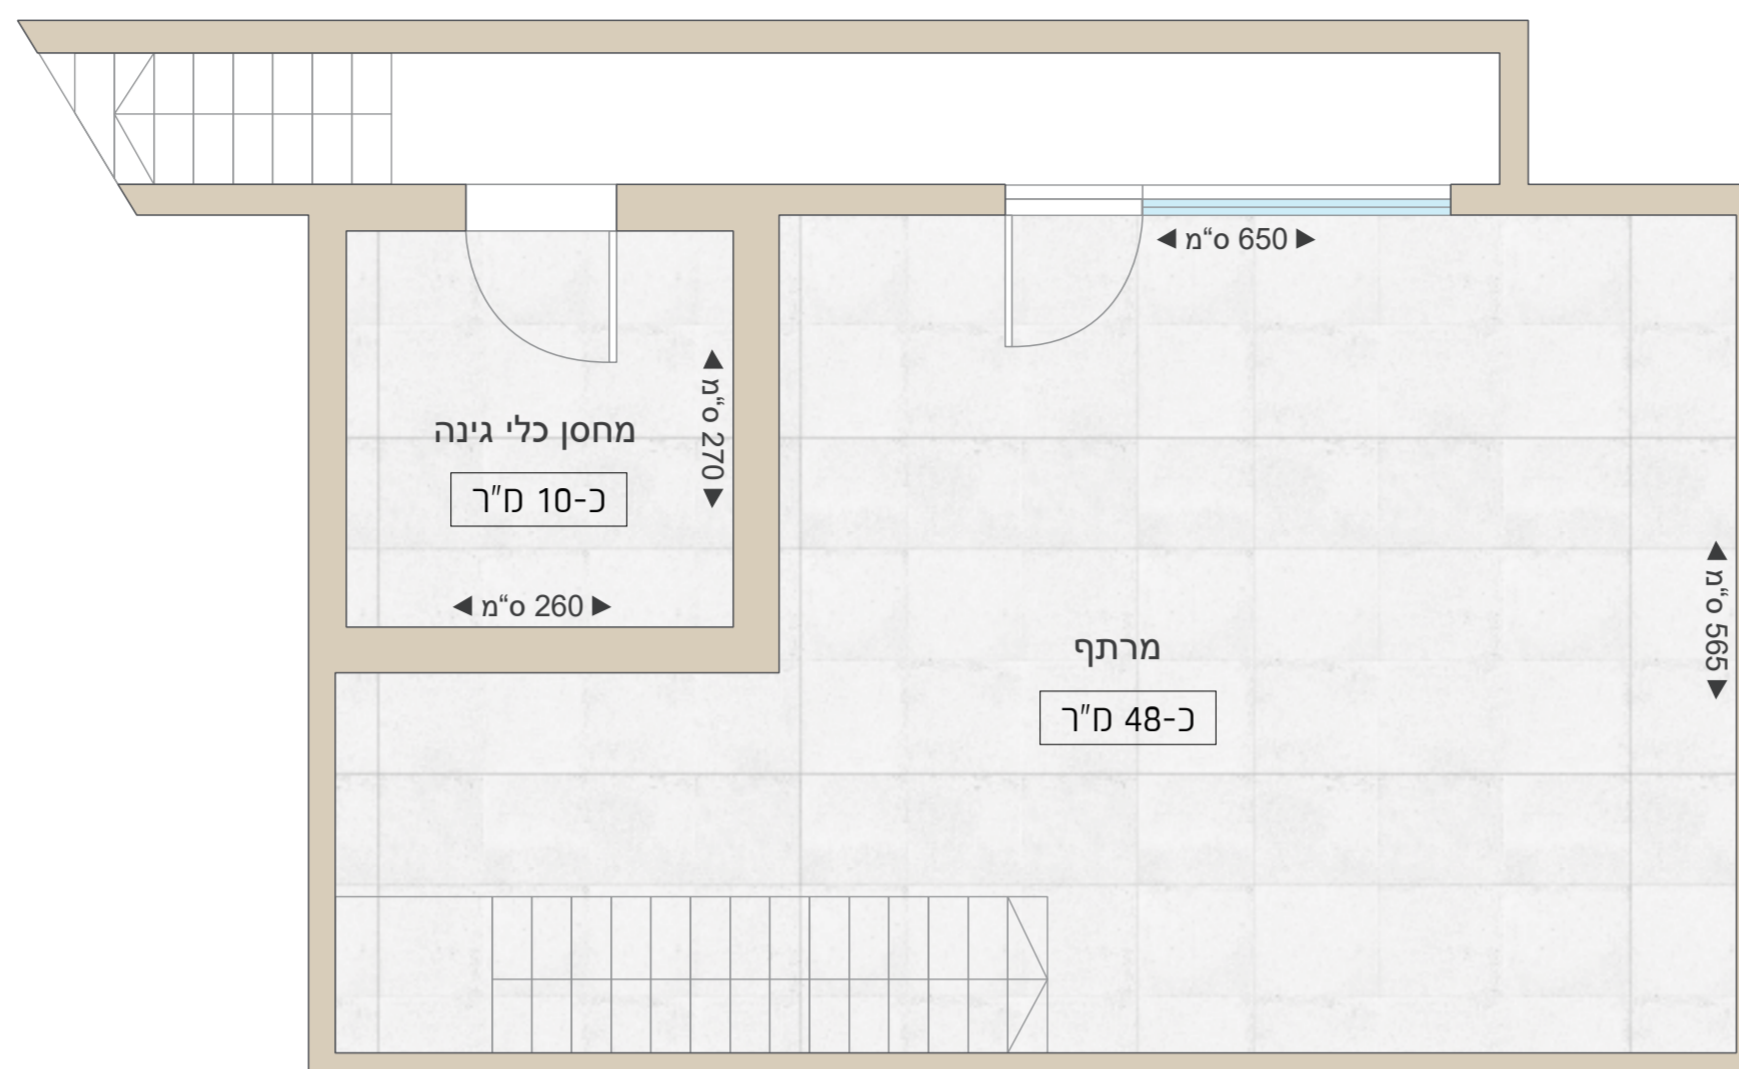 650 ס“מ
270 ס“מ
מחסן כלי גינה
כ-10 מ"ר
260 ס“מ
565 ס“מ
מרתף
כ-48 מ"ר